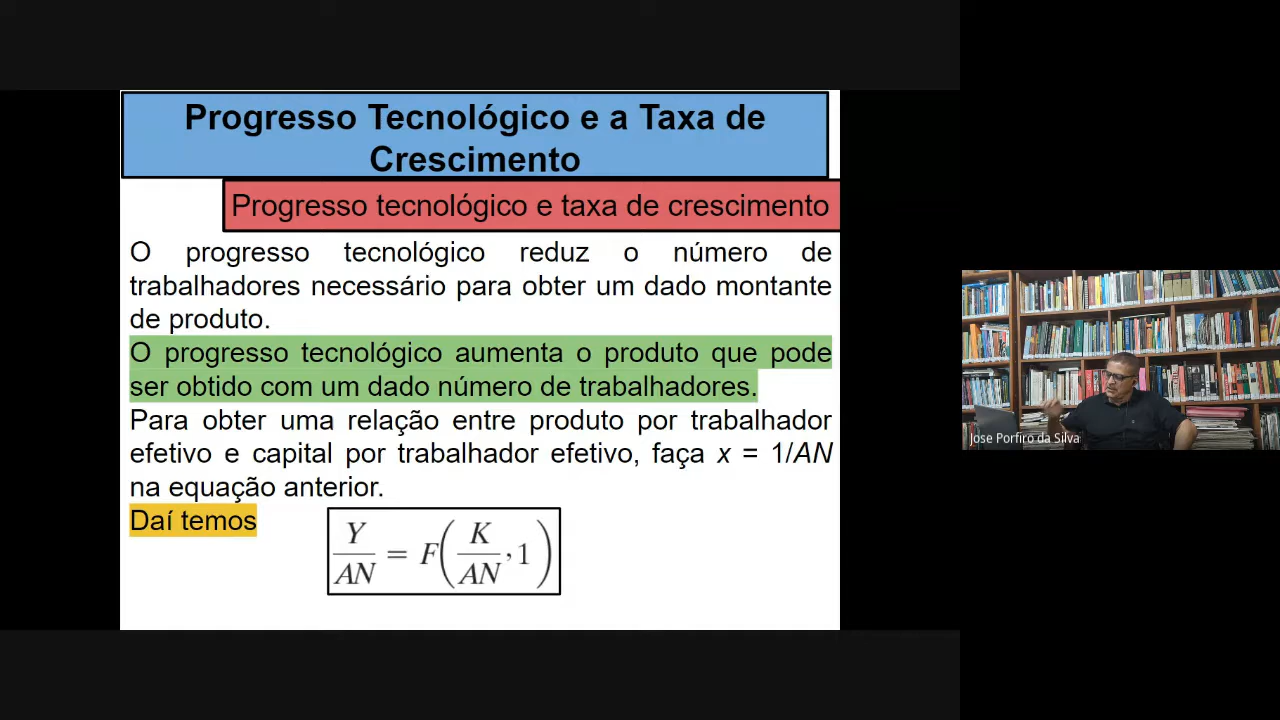 Progresso Tecnológico e a Taxa de
Crescimento
Progresso tecnológico e taxa de crescimento
O progresso tecnológico reduz o número de
trabalhadores necessário para obter um dado montante
de produto.
O progresso tecnológico aumenta o produto que pode
ser obtido com um dado número de trabalhadores.
Para obter uma relação entre produto por trabalhador
efetivo e capital por trabalhador efetivo, faça x = 1/AN
na equação anterior.
Daí temos
Y/AN = F(K/AN, 1)
Jose Porfiro da Silva